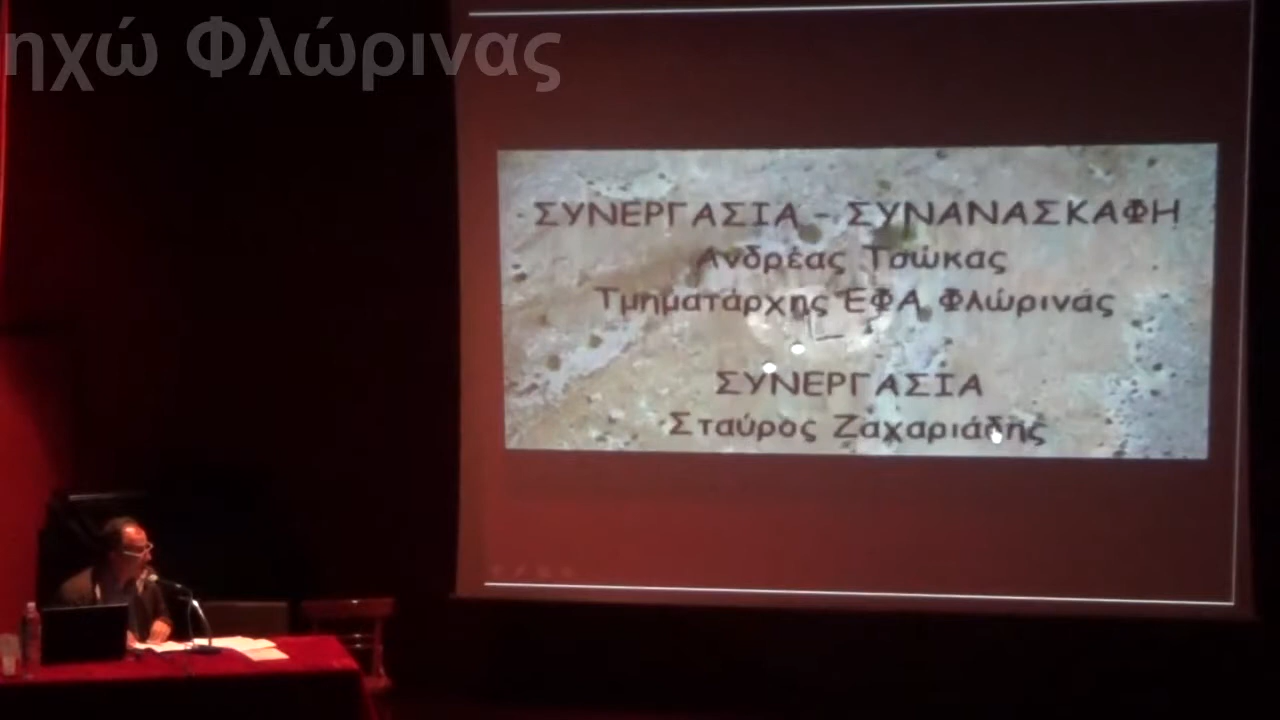 ηχώ Φλώρινας
ΣΥΝΕΡΓΑΣΙΑ - ΣΥΝΑΝΑΣΚΑΦΗ
Ανδρέας Τσώκας
Τμηματάρχης ΕΦΑ Φλώρινας
ΣΥΝΕΡΓΑΣΙΑ
Σταύρος Ζαχαριάδης